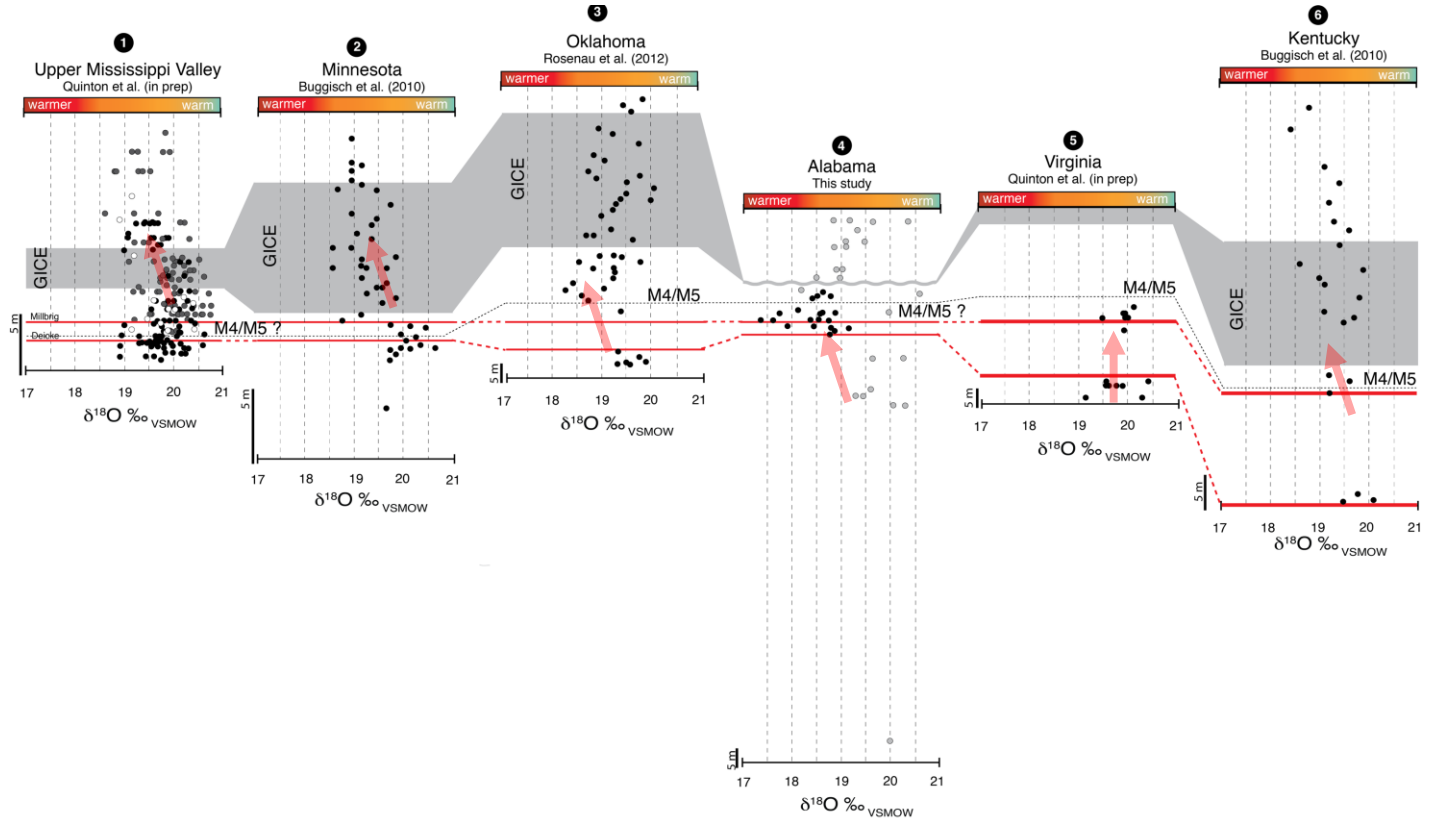 1
Upper Mississippi Valley
Quinton et al. (in prep)
warmer warm
GICE
Millbrig
Deicke
M4/M5 ?
5 m
17 18 19 20 21
δ18O ‰ VSMOW
2
Minnesota
Buggisch et al. (2010)
warmer warm
GICE
5 m
17 18 19 20 21
δ18O ‰ VSMOW
3
Oklahoma
Rosenau et al. (2012)
warmer warm
GICE
M4/M5
5 m
17 18 19 20 21
δ18O ‰ VSMOW
4
Alabama
This study
warmer warm
M4/M5 ?
5 m
17 18 19 20 21
δ18O ‰ VSMOW
5
Virginia
Quinton et al. (in prep)
warmer warm
M4/M5
5 m
17 18 19 20 21
δ18O ‰ VSMOW
6
Kentucky
Buggisch et al. (2010)
warmer warm
GICE
M4/M5
5 m
17 18 19 20 21
δ18O ‰ VSMOW